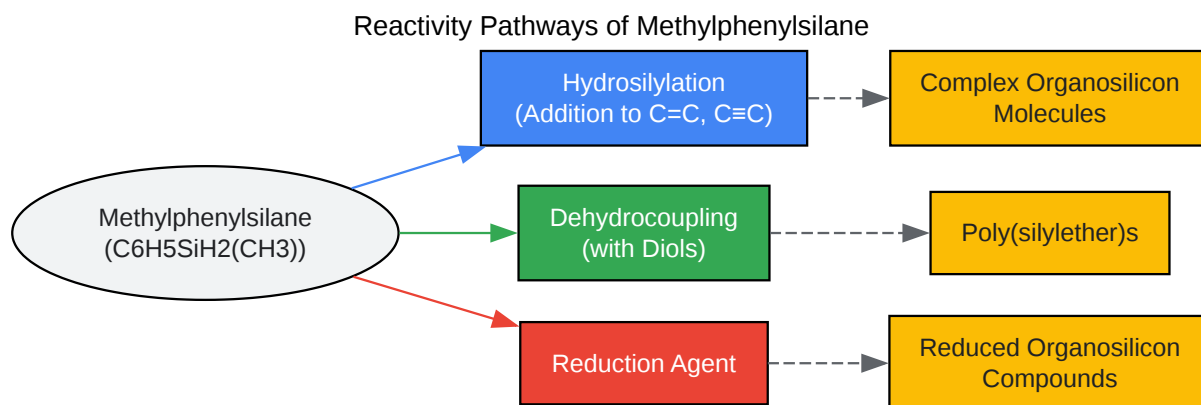 Reactivity Pathways of Methylphenylsilane
Methylphenylsilane
(C6H5SiH2(CH3))
Hydrosilylation
(Addition to C=C, C≡C)
Complex Organosilicon
Molecules
Dehydrocoupling
(with Diols)
Poly(silylether)s
Reduction Agent
Reduced Organosilicon
Compounds